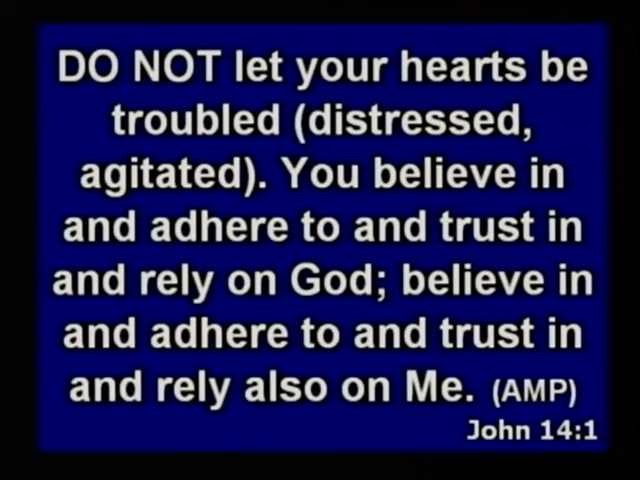 DO NOT let your hearts be
troubled (distressed,
agitated). You believe in
and adhere to and trust in
and rely on God; believe in
and adhere to and trust in
and rely also on Me. (AMP)
John 14:1